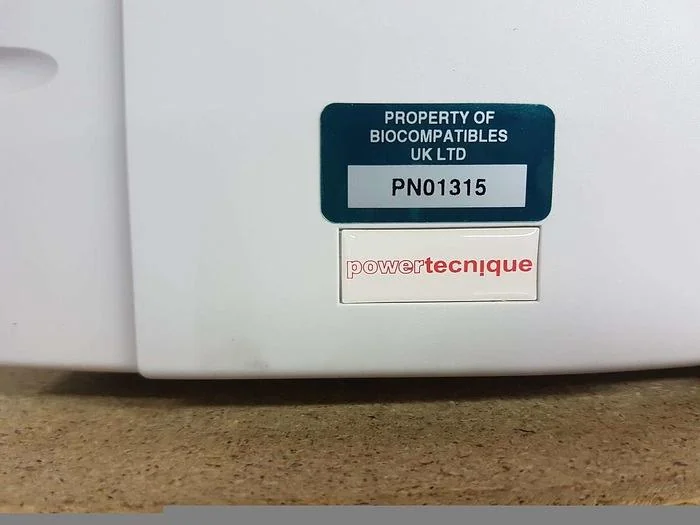 PROPERTY OF
BIOCOMPATIBLES
UK LTD
PN01315
powertecnique